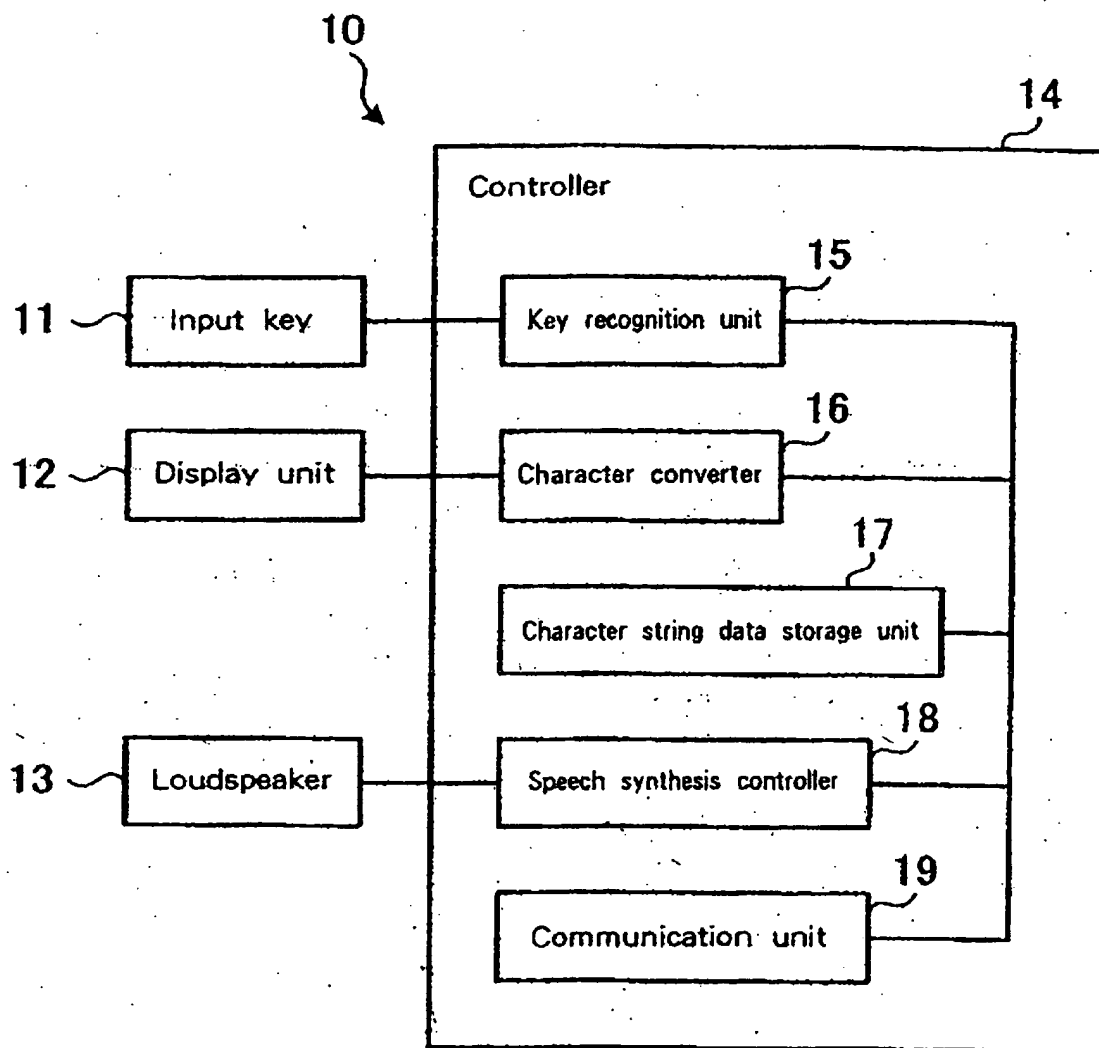 10
14
Controller
15
11 Input key Key recognition unit
16
12 Display unit Character converter
17
Character string data storage unit
18
13 Loudspeaker Speech synthesis controller
19
Communication unit